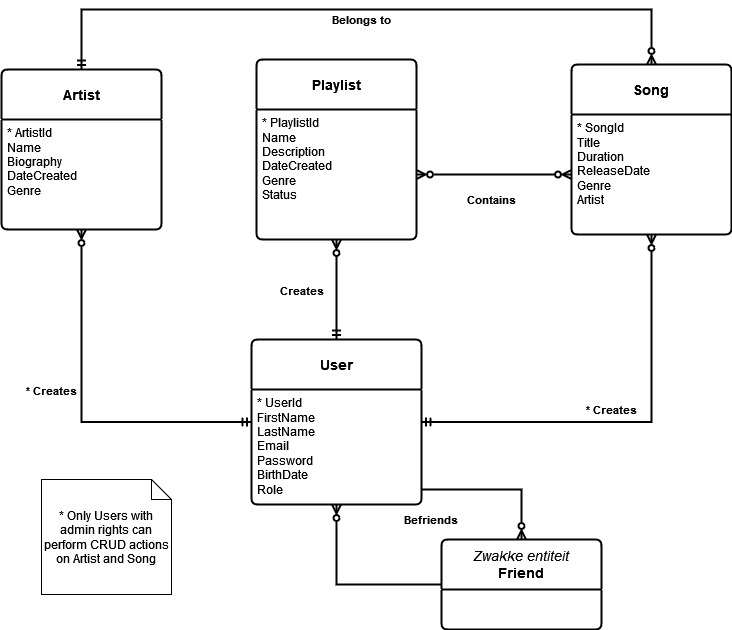 Belongs to
Artist
* ArtistId
Name
Biography
DateCreated
Genre
Playlist
* PlaylistId
Name
Description
DateCreated
Genre
Status
Song
* SongId
Title
Duration
ReleaseDate
Genre
Artist
Contains
Creates
* Creates
* Creates
User
* UserId
FirstName
LastName
Email
Password
BirthDate
Role
Befriends
* Only Users with
admin rights can
perform CRUD actions
on Artist and Song
Zwakke entiteit
Friend